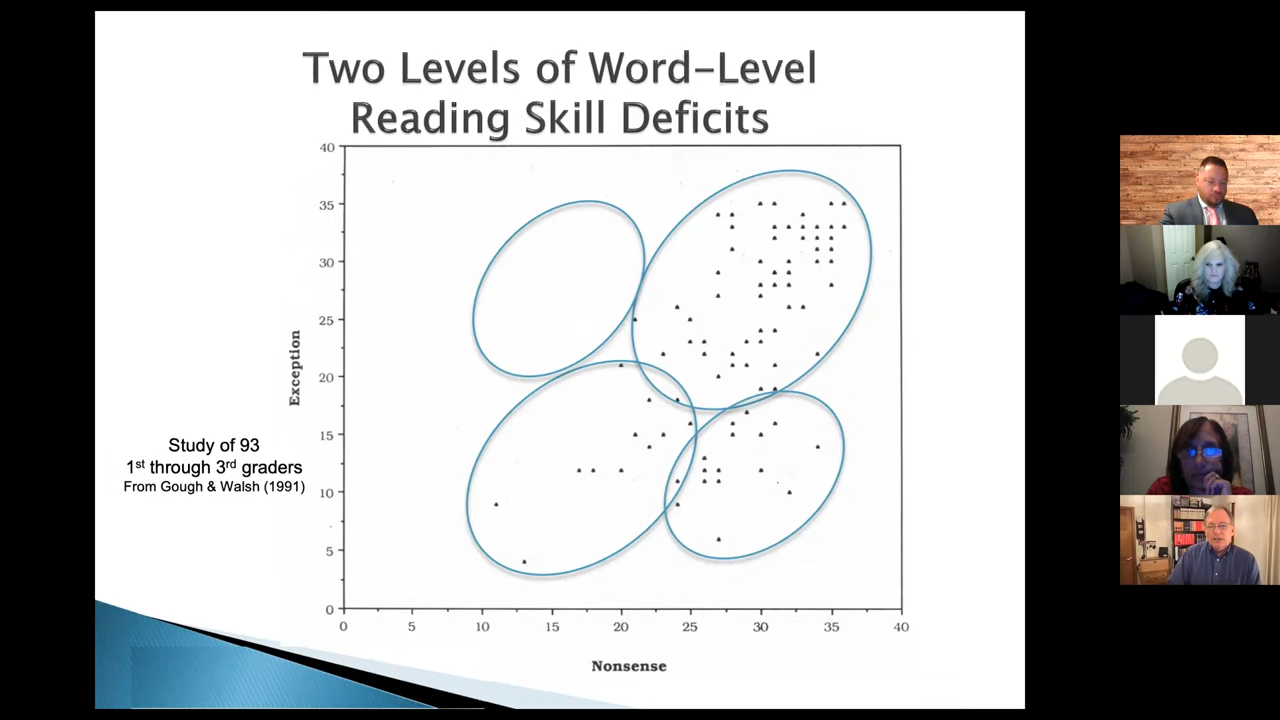 Two Levels of Word-Level
Reading Skill Deficits
40
35
30
25
20
15
10
5
0
Exception
0 5 10 15 20 25 30 35 40
Nonsense
Study of 93
1st through 3rd graders
From Gough & Walsh (1991)